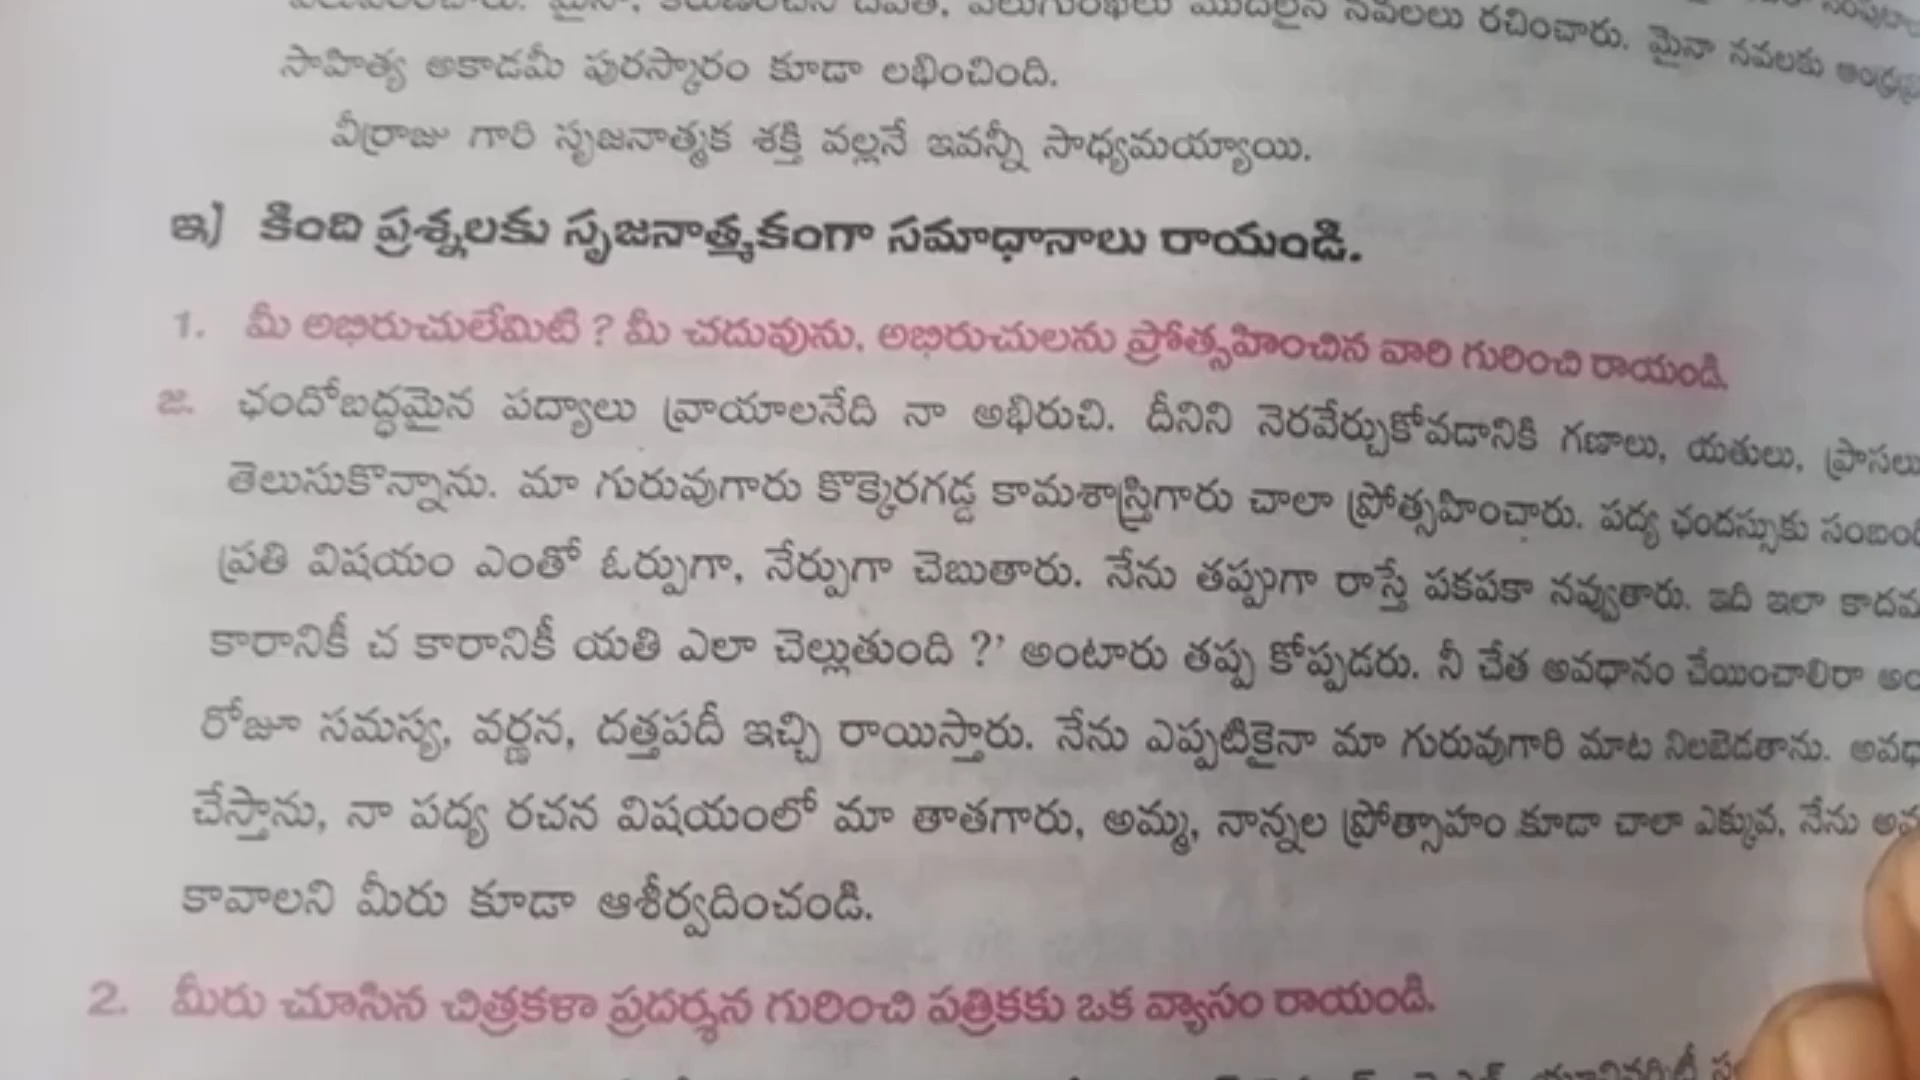 నవలలు రచించారు. మైనా నవలకు
సాహిత్య అకాడమీ పురస్కారం కూడా లభించింది.
వీర్రాజు గారి సృజనాత్మక శక్తి వల్లనే ఇవన్నీ సాధ్యమయ్యాయి.
ఇ) కింది ప్రశ్నలకు సృజనాత్మకంగా సమాధానాలు రాయండి.
1. మీ అభిరుచులేమిటి ? మీ చదువును, అభిరుచులను ప్రోత్సహించిన వారి గురించి రాయండి.
జ. ఛందోబద్ధమైన పద్యాలు వ్రాయాలనేది నా అభిరుచి. దీనిని నెరవేర్చుకోవడానికి గణాలు, యతులు, ప్రాసలు
తెలుసుకొన్నాను. మా గురువుగారు కొక్కెరగడ్డ కామశాస్త్రిగారు చాలా ప్రోత్సహించారు. పద్య ఛందస్సుకు
ప్రతి విషయం ఎంతో ఓర్పుగా, నేర్పుగా చెబుతారు. నేను తప్పుగా రాస్తే పకపకా నవ్వుతారు. ఇది ఇలా
కారానికీ చ కారానికీ యతి ఎలా చెల్లుతుంది ?' అంటారు తప్ప కోప్పడరు. నీ చేత అవధానం చేయించాలిరా
రోజూ సమస్య, వర్ణన, దత్తపదీ ఇచ్చి రాయిస్తారు. నేను ఎప్పటికైనా మా గురువుగారి మాట నిలబెడతాను.
చేస్తాను, నా పద్య రచన విషయంలో మా తాతగారు, అమ్మ, నాన్నల ప్రోత్సాహం కూడా చాలా ఎక్కువ. నేను
కావాలని మీరు కూడా ఆశీర్వదించండి.
2. మీరు చూసిన చిత్రకళా ప్రదర్శన గురించి పత్రికకు ఒక వ్యాసం రాయండి.